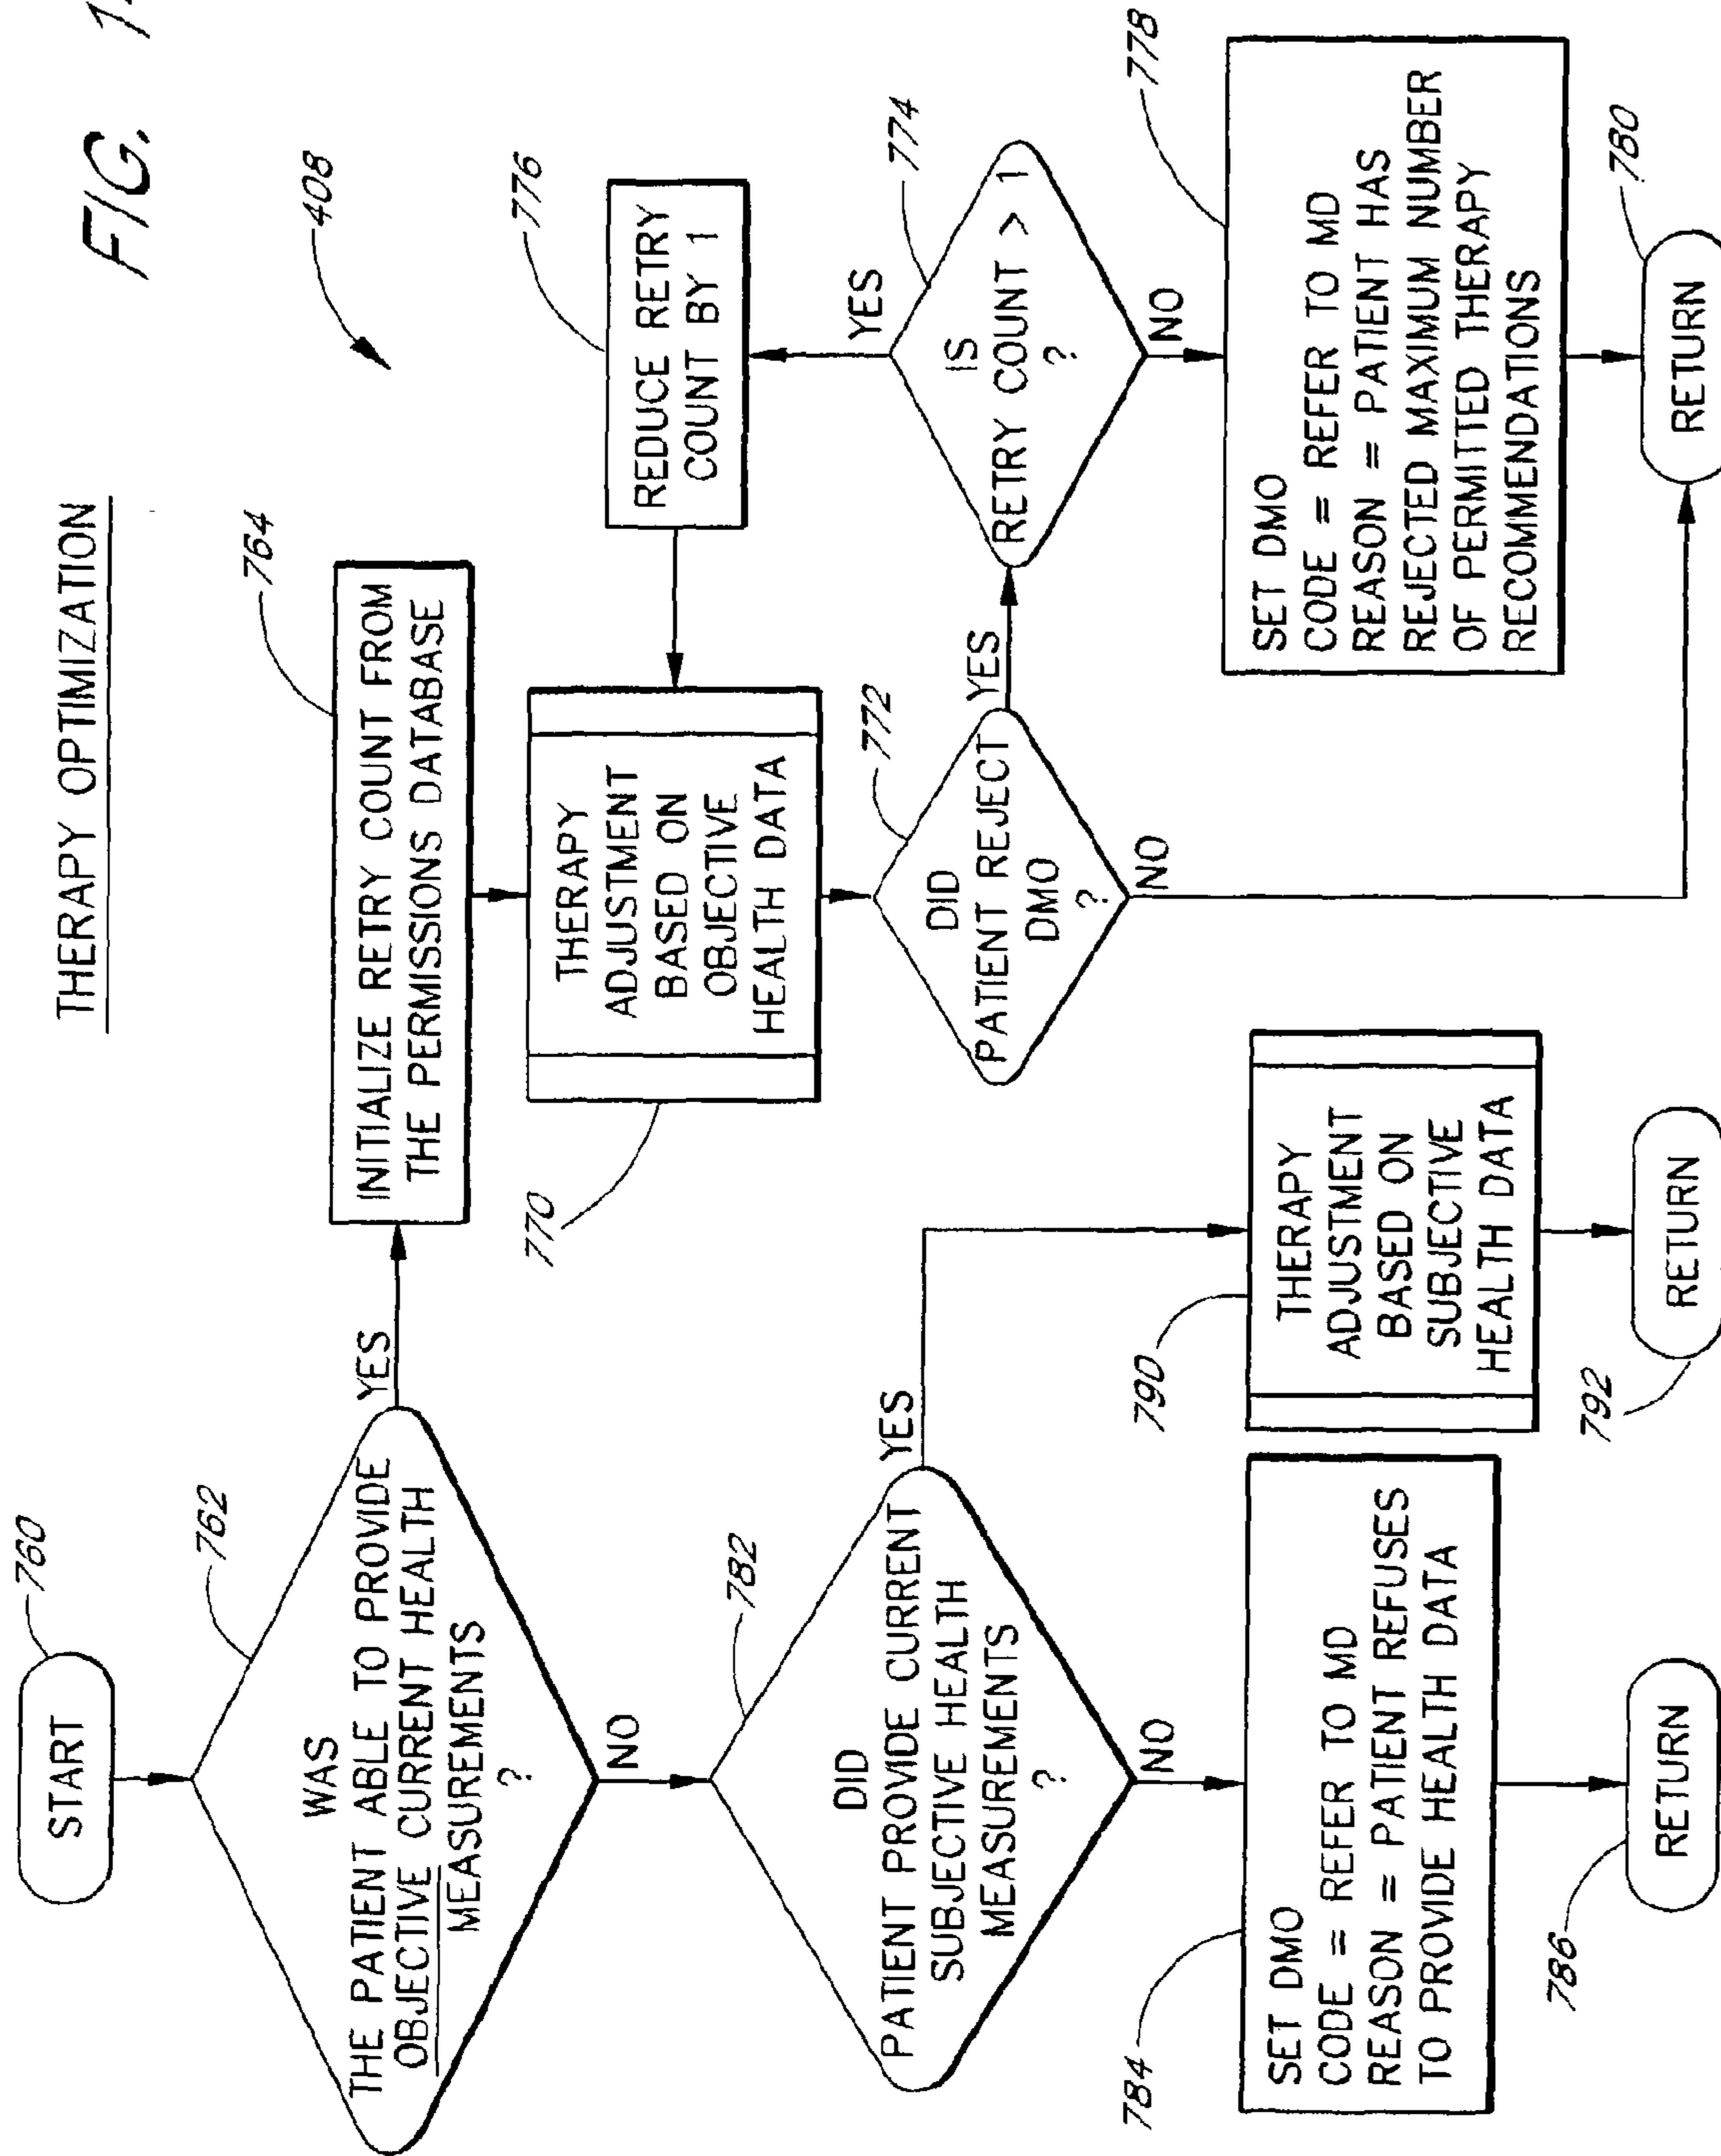 THERAPY OPTIMIZATION
FIG. 1
408
START
760
WAS
THE PATIENT ABLE TO PROVIDE
OBJECTIVE CURRENT HEALTH
MEASUREMENTS
?
762
YES
NO
INITIALIZE RETRY COUNT FROM
THE PERMISSIONS DATABASE
764
THERAPY
ADJUSTMENT
BASED ON
OBJECTIVE
HEALTH DATA
770
REDUCE RETRY
COUNT BY 1
776
DID
PATIENT REJECT
DMO
?
772
YES
NO
IS
RETRY COUNT > 1
?
774
YES
NO
SET DMO
CODE = REFER TO MD
REASON = PATIENT HAS
REJECTED MAXIMUM NUMBER
OF PERMITTED THERAPY
RECOMMENDATIONS
778
RETURN
780
DID
PATIENT PROVIDE CURRENT
SUBJECTIVE HEALTH
MEASUREMENTS
?
782
YES
NO
THERAPY
ADJUSTMENT
BASED ON
SUBJECTIVE
HEALTH DATA
790
RETURN
792
SET DMO
CODE = REFER TO MD
REASON = PATIENT REFUSES
TO PROVIDE HEALTH DATA
784
RETURN
786